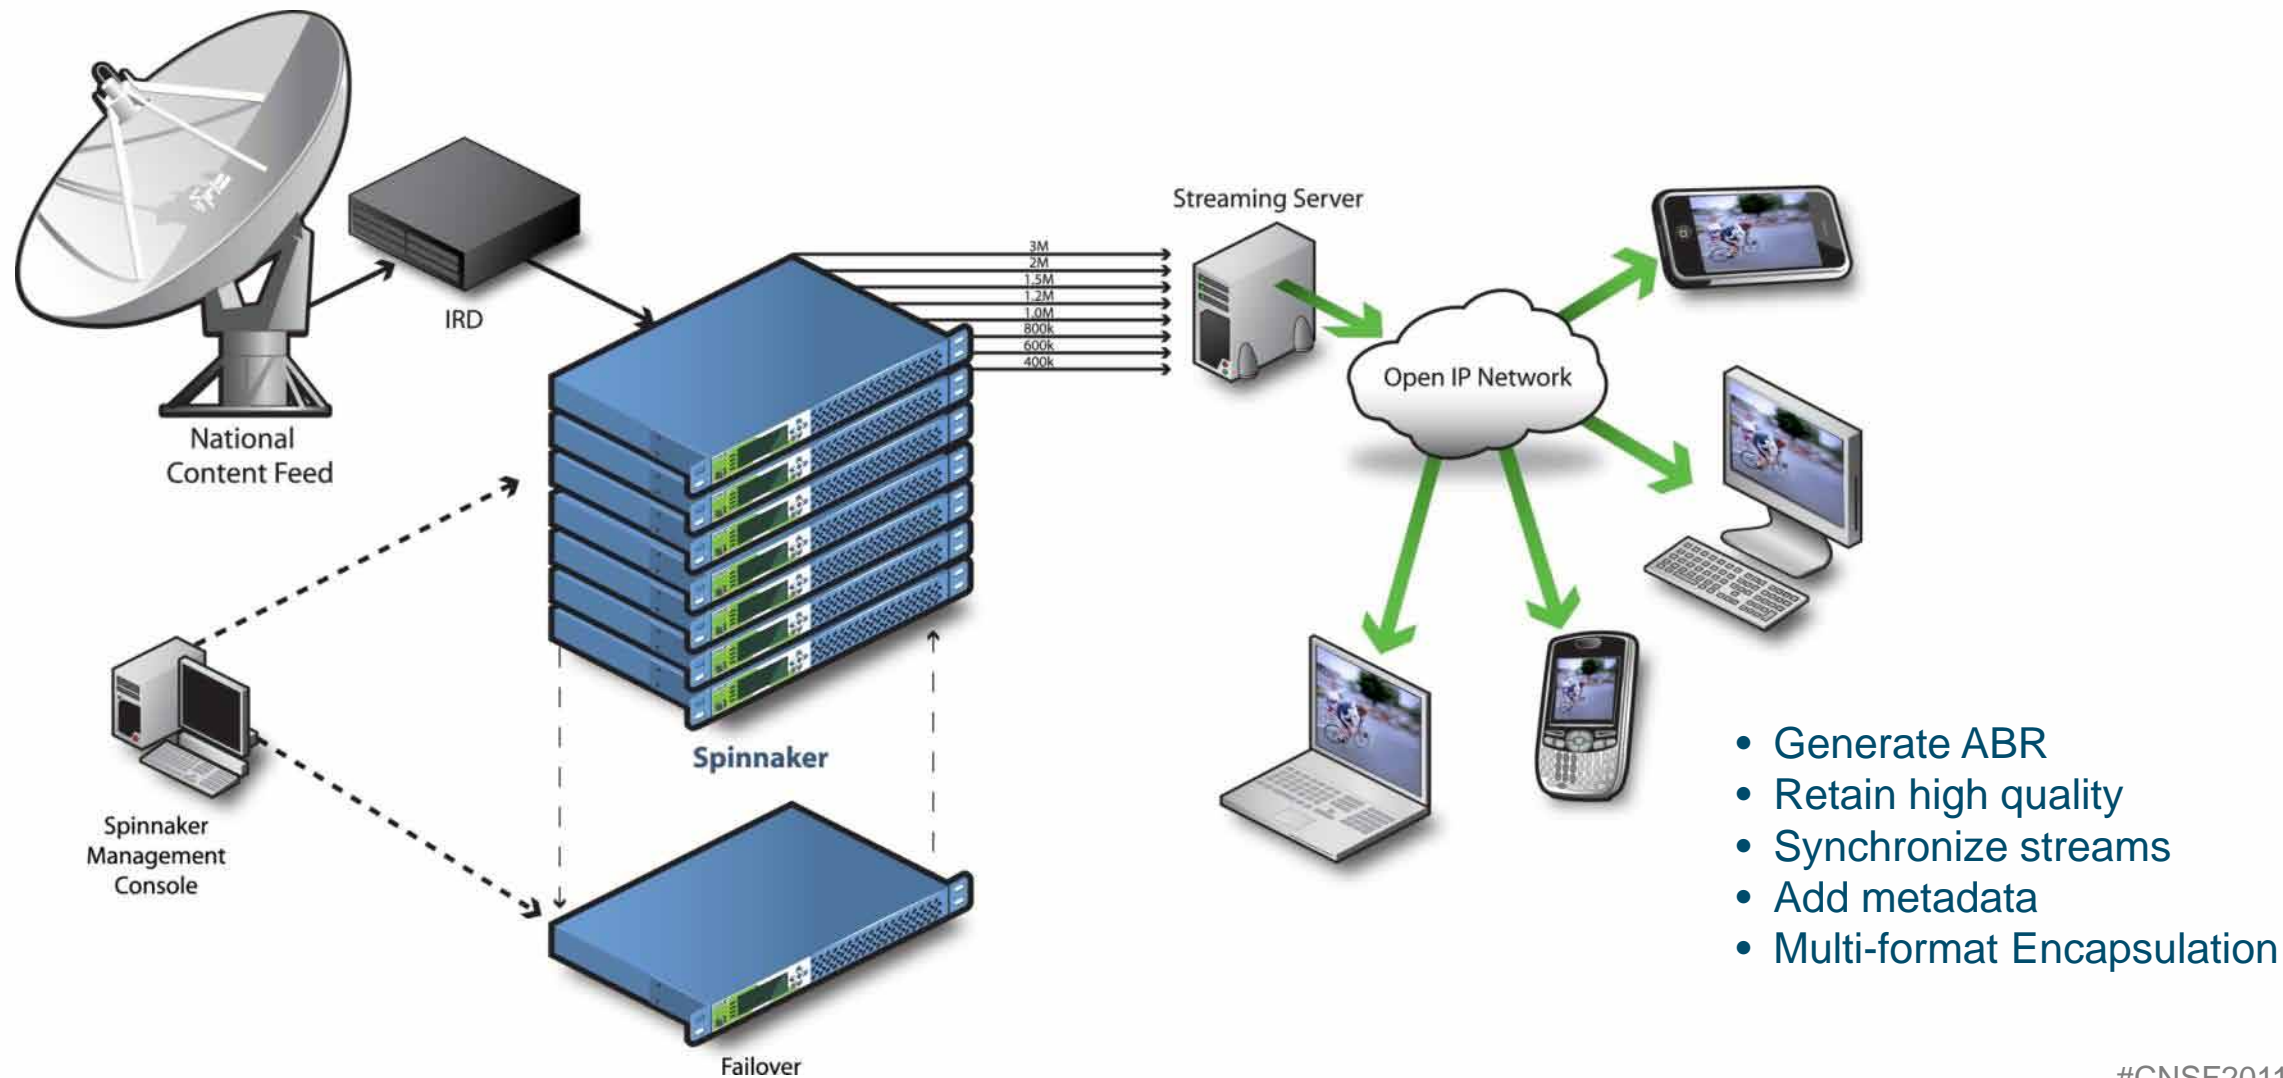 Streaming Server
3M
2M
1.5M
1.2M
1.0M
800k
600k
400k
IRD
Open IP Network
National
Content Feed
Spinnaker
Spinnaker
Management
Console
• Generate ABR
• Retain high quality
• Synchronize streams
• Add metadata
• Multi-format Encapsulation
Failover